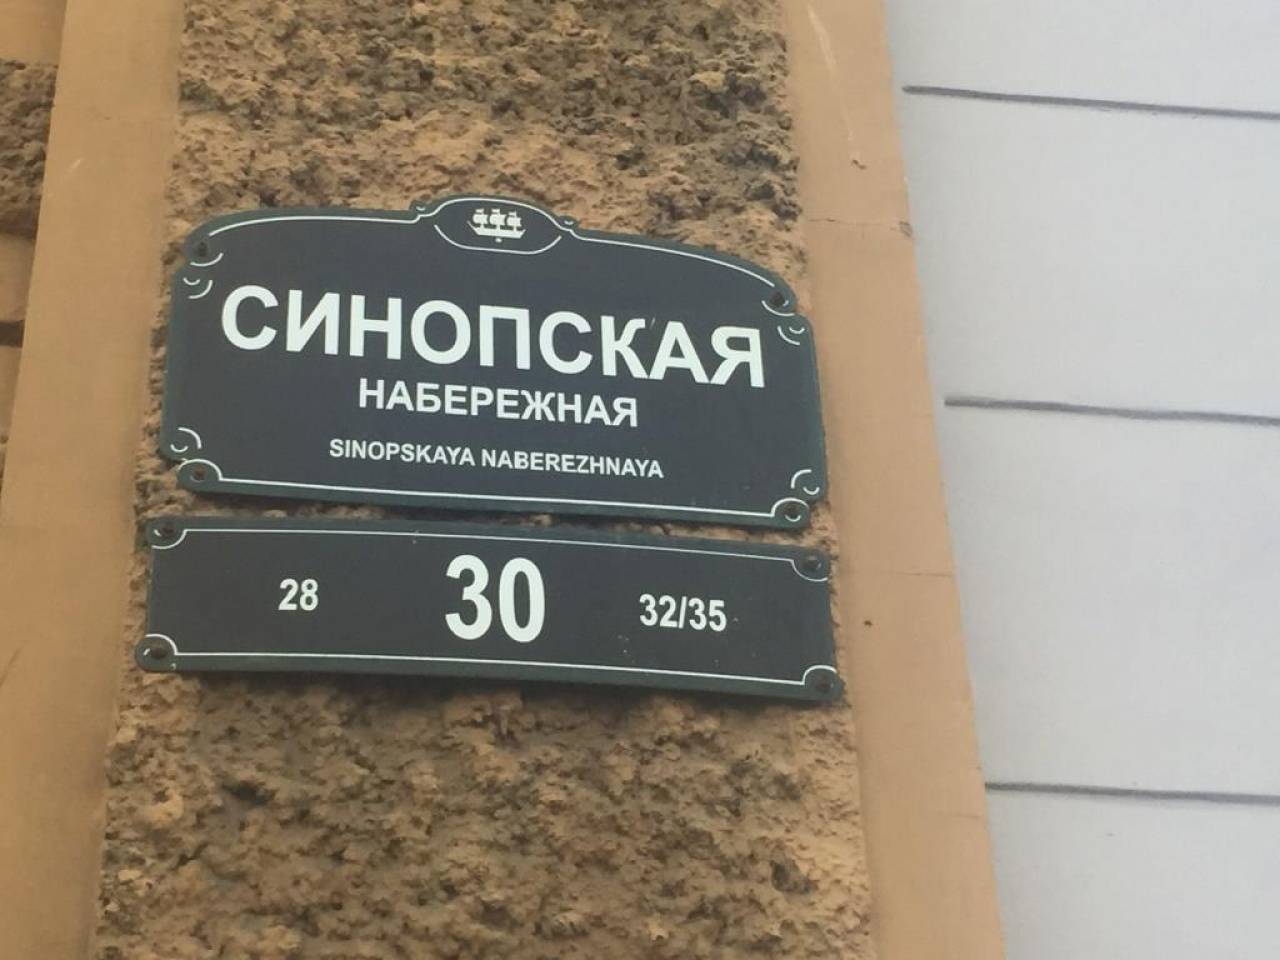 СИНОПСКАЯ
НАБЕРЕЖНАЯ
SINOPSKAYA NABEREZHNAYA
28 30 32/35